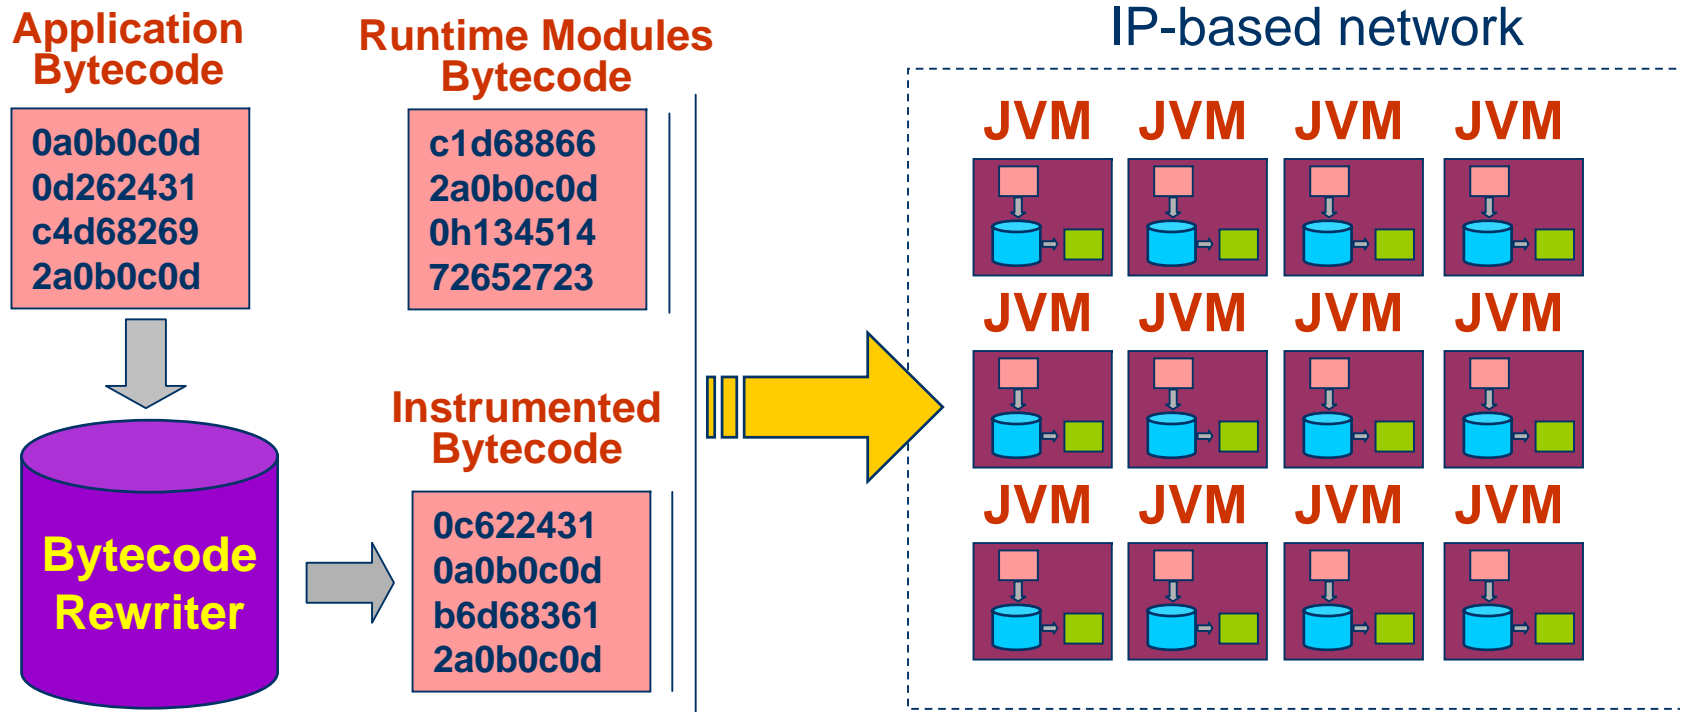 Application
Bytecode
0a0b0c0d
0d262431
c4d68269
2a0b0c0d
Bytecode
Rewriter
Runtime Modules
Bytecode
c1d68866
2a0b0c0d
0h134514
72652723
Instrumented
Bytecode
0c622431
0a0b0c0d
b6d68361
2a0b0c0d
IP-based network
JVM JVM JVM JVM
JVM JVM JVM JVM
JVM JVM JVM JVM